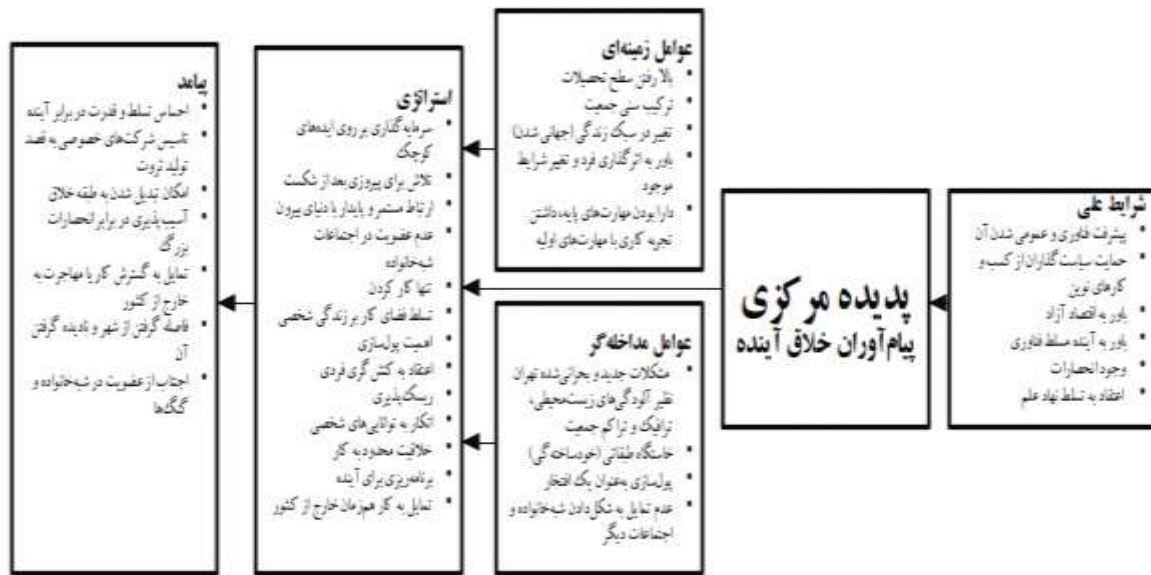 شرایط علی
پیشرفت فناوری و عمومی شدن آن
حمایت سیاست‌گذاران از کسب و
کارهای نوین
باور به اقتصاد آزاد
باور به آینده مسلط فناوری
وجود انحصارات
اعتقاد به تسلط نهاد علم
پدیده مرکزی
پیام‌آوران خلاق آینده
عوامل زمینه‌ای
بالا رفتن سطح تحصیلات
ترکیب سنی جمعیت
تغییر در سبک زندگی (جهانی شدن)
باور به اثرگذاری فرد و تغییر شرایط
موجود
دارا بودن مهارت‌های پایه، داشتن
تجربه کاری یا مهارت‌های اولیه
عوامل مداخله‌گر
مشکلات جدید و بحرانی‌شده تهران
نظیر آلودگی‌های زیست‌محیطی،
ترافیک و تراکم جمعیت
خاستگاه طبقاتی (خودساختگی)
پول‌سازی به‌عنوان یک افتخار
عدم تمایل به شکل‌دادن شبه‌خانواده و
اجتماعات دیگر
استراتژی
سرمایه‌گذاری بر روی ایده‌های
کوچک
تلاش برای پیروزی بعد از شکست
ارتباط مستمر و پایدار با دنیای بیرون
عدم عضویت در اجتماعات
شبه‌خانواده
تنها کار کردن
تسلط فضای کار بر زندگی شخصی
اهمیت پول‌سازی
اعتقاد به کنش گری فردی
ریسک‌پذیری
اتکار به توانایی‌های شخصی
خلاقیت محدود به کار
برنامه‌ریزی برای آینده
تمایل به کار هم‌زمان خارج از کشور
پیامد
احساس تسلط و قدرت در برابر آینده
تاسیس شرکت‌های خصوصی به قصد
تولید ثروت
امکان تبدیل شدن به طبقه خلاق
آسیب‌پذیری در برابر انحصارات
بزرگ
تمایل به گسترش کار یا مهاجرت به
خارج از کشور
فاصله گرفتن از شهر و نادیده گرفتن
آن
اجتناب از عضویت در شبه‌خانواده و
گنگ‌ها